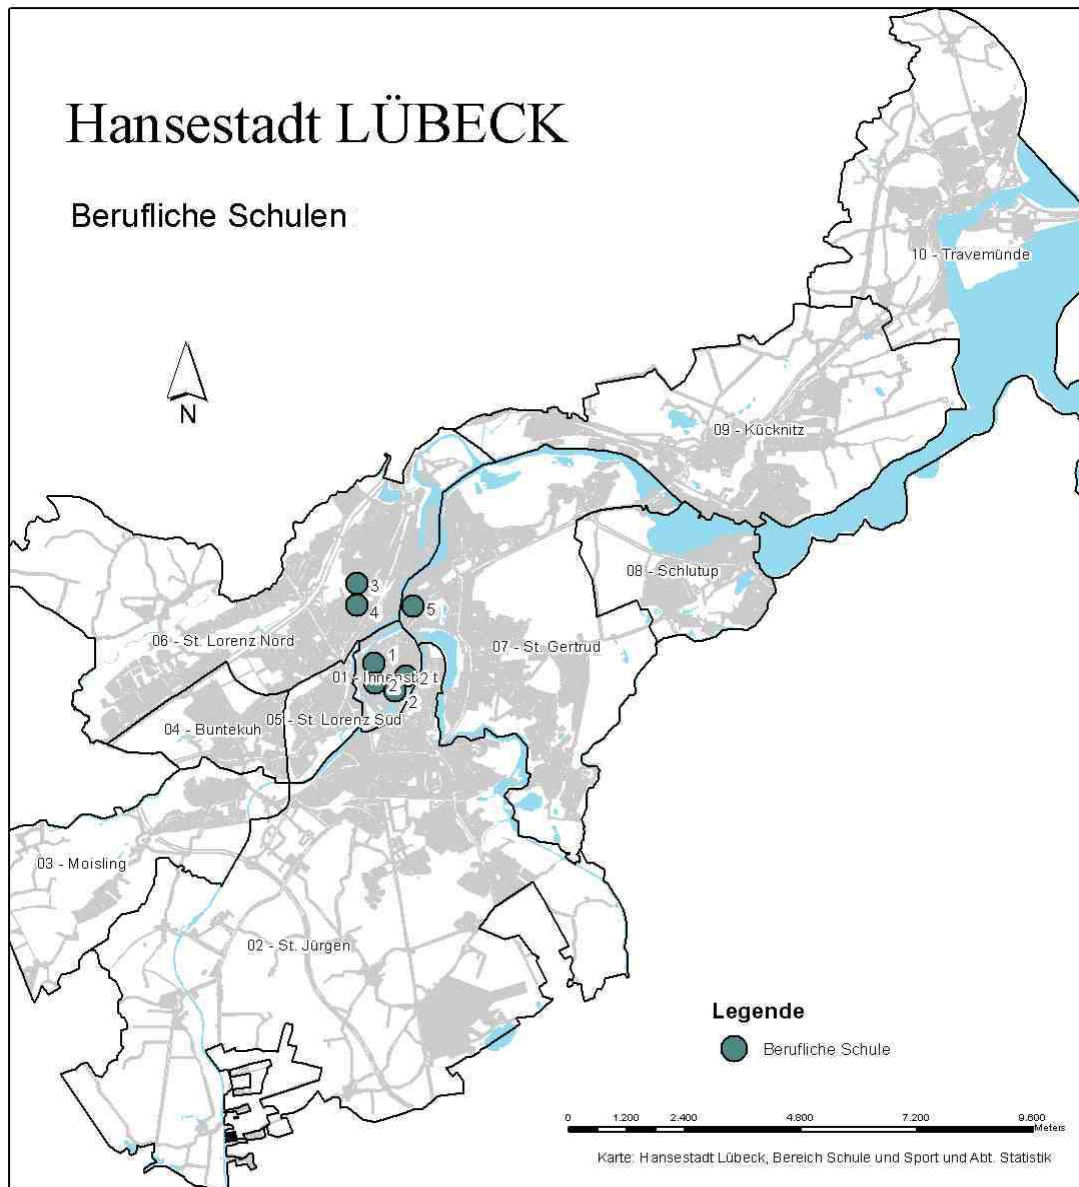 Hansestadt LÜBECK
Berufliche Schulen
10 - Travemünde
N
09 - Kücknitz
08 - Schlutup
3
4
5
06 - St. Lorenz Nord
07 - St. Gertrud
1
01 - Innenst t
2
2
2
05 - St. Lorenz Süd
04 - Buntekuh
03 - Moisling
02 - St. Jürgen
Legende
Berufliche Schule
0 1.200 2.400 4.800 7.200 9.600
Meters
Karte: Hansestadt Lübeck, Bereich Schule und Sport und Abt. Statistik